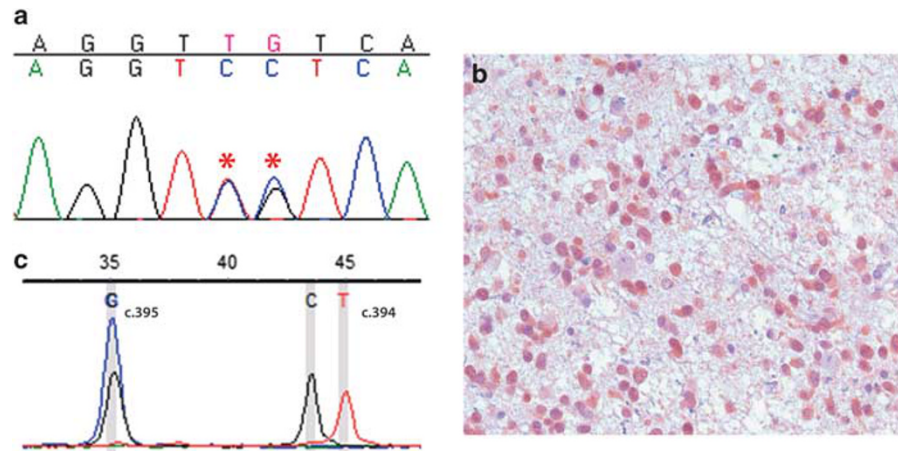 a
A G G T T G T C A
A G G T C C T C A
* *
b
c
35 40 45
G c.395 C T c.394